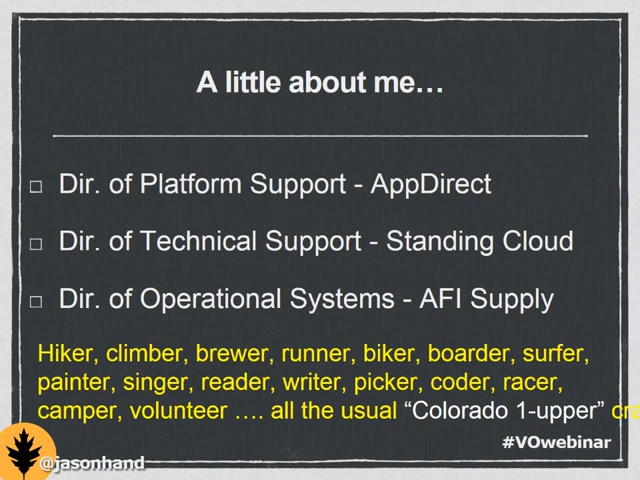 A little about me…
Dir. of Platform Support - AppDirect
Dir. of Technical Support - Standing Cloud
Dir. of Operational Systems - AFI Supply
Hiker, climber, brewer, runner, biker, boarder, surfer,
painter, singer, reader, writer, picker, coder, racer,
camper, volunteer …. all the usual “Colorado 1-upper”
#VOwebinar
@jasonhand